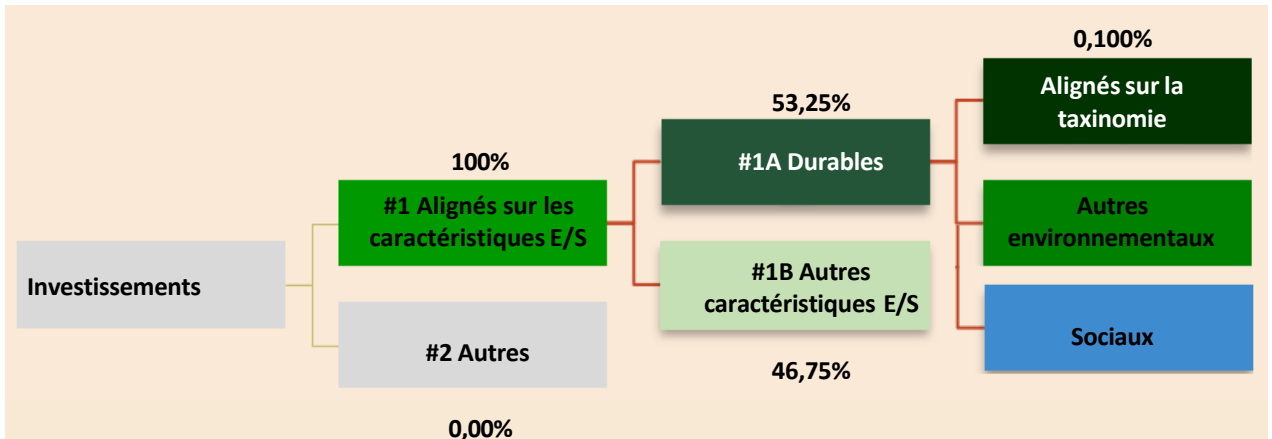 Investissements
100%
#1 Alignés sur les
caractéristiques E/S
#2 Autres
0,00%
53,25%
#1A Durables
#1B Autres
caractéristiques E/S
46,75%
0,100%
Alignés sur la
taxinomie
Autres
environnementaux
Sociaux